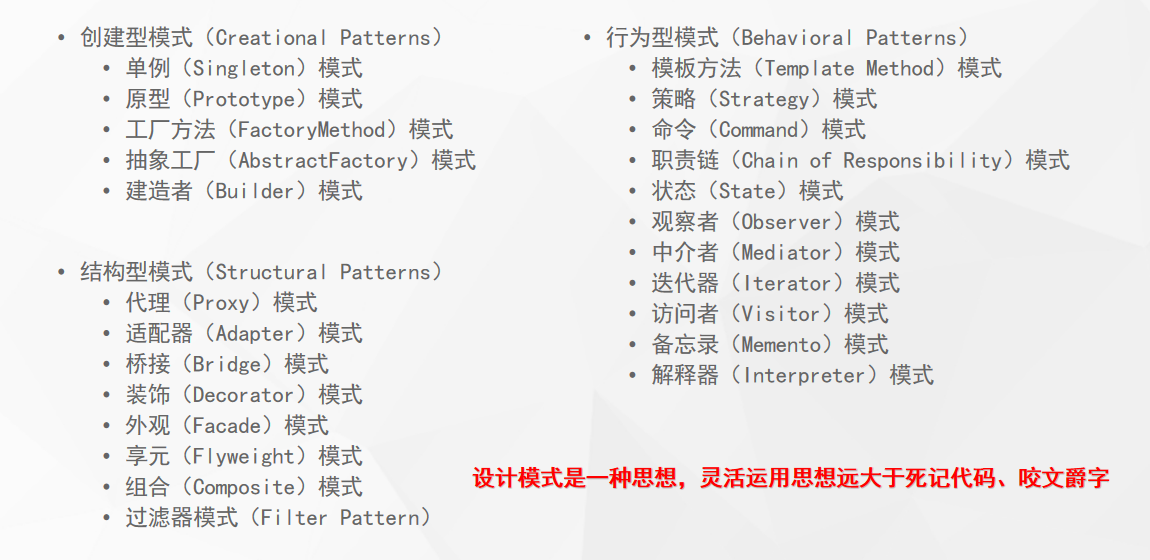 • 创建型模式（Creational Patterns）
• 单例（Singleton）模式
• 原型（Prototype）模式
• 工厂方法（FactoryMethod）模式
• 抽象工厂（AbstractFactory）模式
• 建造者（Builder）模式
• 结构型模式（Structural Patterns）
• 代理（Proxy）模式
• 适配器（Adapter）模式
• 桥接（Bridge）模式
• 装饰（Decorator）模式
• 外观（Facade）模式
• 享元（Flyweight）模式
• 组合（Composite）模式
• 过滤器模式（Filter Pattern）
• 行为型模式（Behavioral Patterns）
• 模板方法（Template Method）模式
• 策略（Strategy）模式
• 命令（Command）模式
• 职责链（Chain of Responsibility）模式
• 状态（State）模式
• 观察者（Observer）模式
• 中介者（Mediator）模式
• 迭代器（Iterator）模式
• 访问者（Visitor）模式
• 备忘录（Memento）模式
• 解释器（Interpreter）模式
设计模式是一种思想，灵活运用思想远大于死记代码、咬文爵字